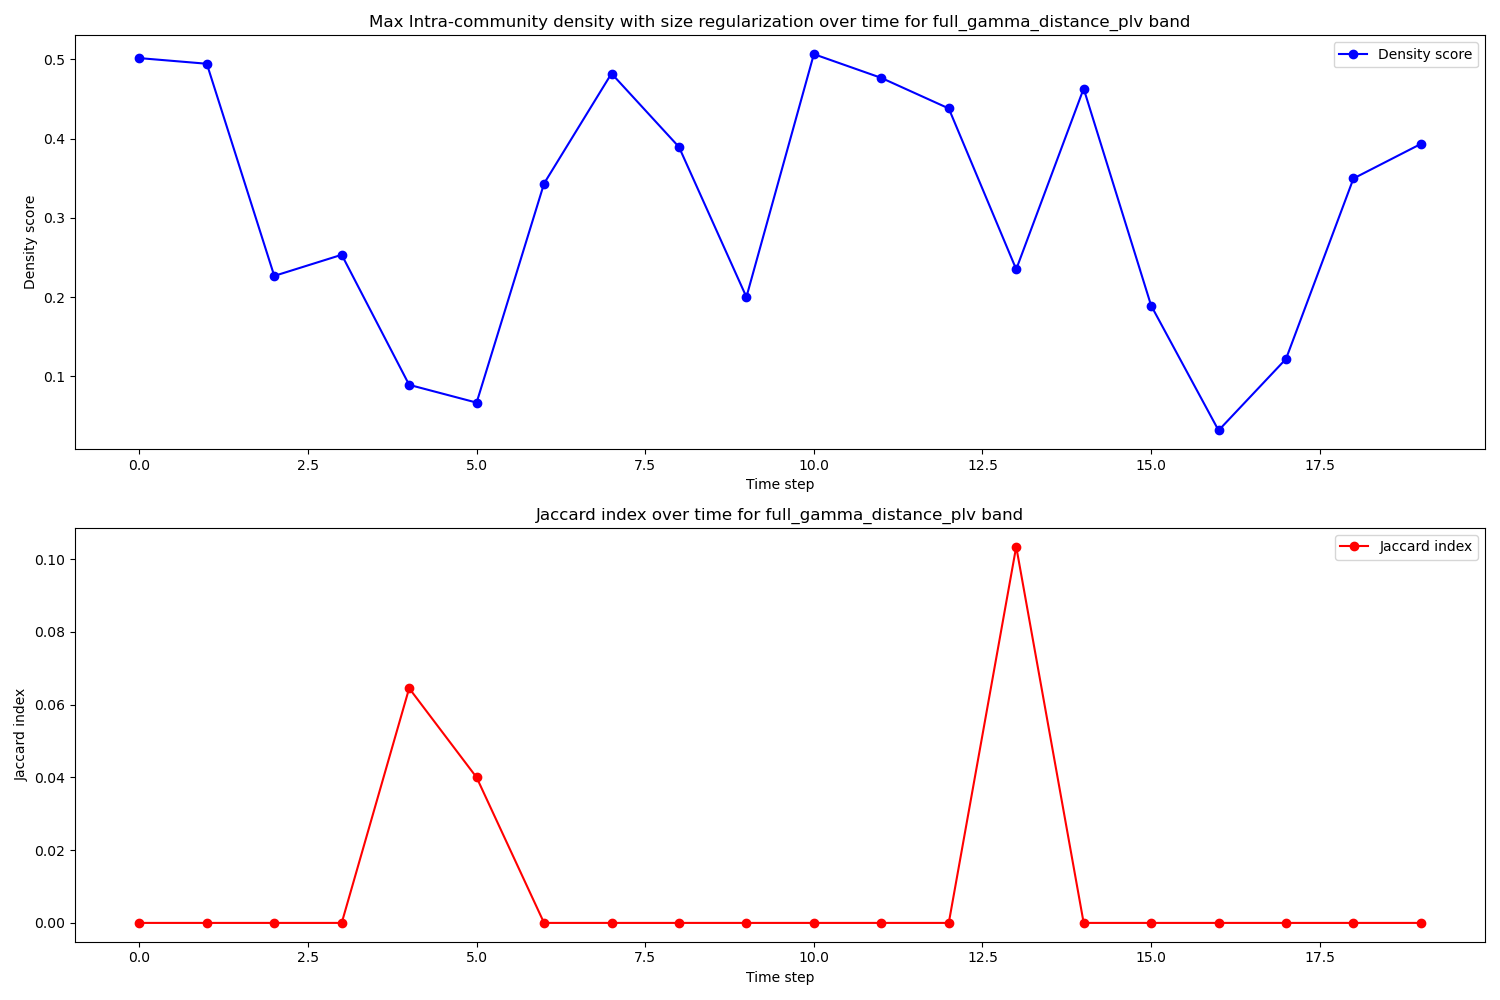 Max Intra-community density with size regularization over time for full_gamma_distance_plv band
Density score
Density score
0.5
0.4
0.3
0.2
0.1
0.0 2.5 5.0 7.5 10.0 12.5 15.0 17.5
Time step
Jaccard index over time for full_gamma_distance_plv band
Jaccard index
Jaccard index
0.10
0.08
0.06
0.04
0.02
0.00
0.0 2.5 5.0 7.5 10.0 12.5 15.0 17.5
Time step